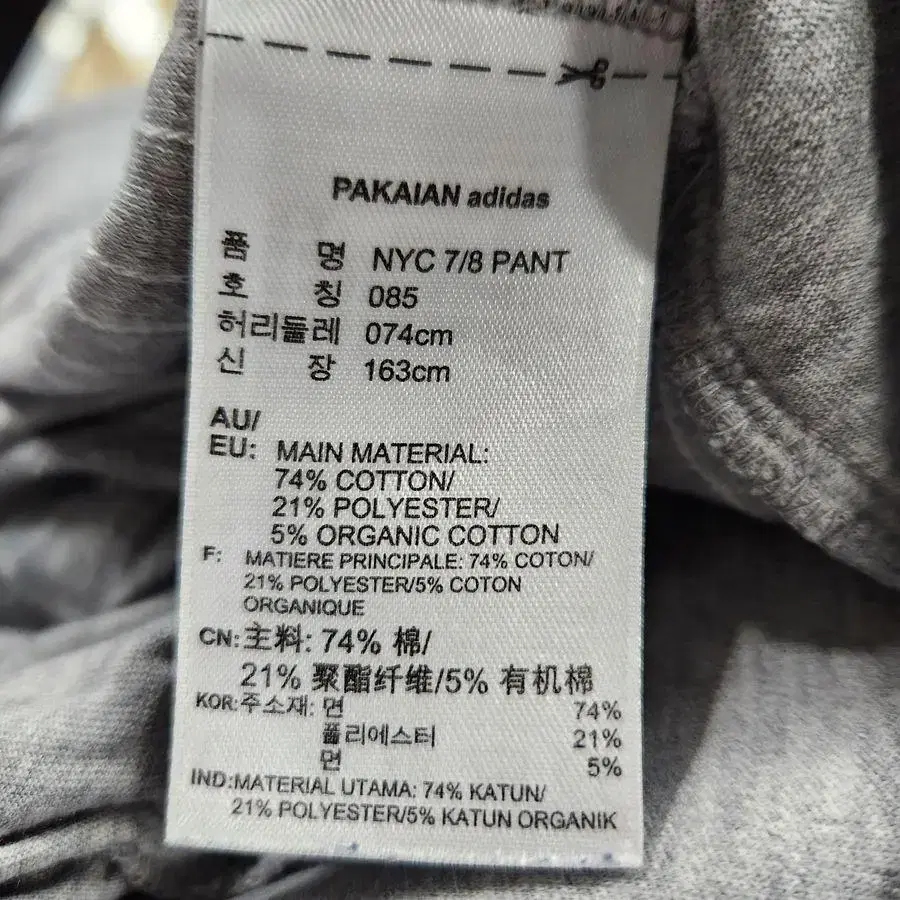 PAKAIAN adidas
품 명 NYC 7/8 PANT
호 칭 085
허리둘레 074cm
신 장 163cm
AU/
EU: MAIN MATERIAL:
74% COTTON/
21% POLYESTER/
5% ORGANIC COTTON
F: MATIERE PRINCIPALE: 74% COTON/
21% POLYESTER/5% COTON
ORGANIQUE
CN: 主料: 74% 棉/
21% 聚酯纤维/5% 有机棉
KOR: 주소재: 면 74%
폴리에스터 21%
면 5%
IND:MATERIAL UTAMA: 74% KATUN/
21% POLYESTER/5% KATUN ORGANIK